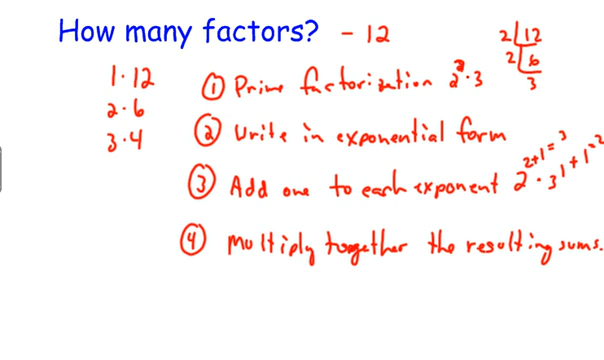 How many factors? - 12
2 12
2 6
3
1 · 12
2 · 6
3 · 4
① Prime factorization 2² · 3
② Write in exponential form
③ Add one to each exponent 2^2+1=3 · 3^1+1=2
④ Multiply together the resulting sums.